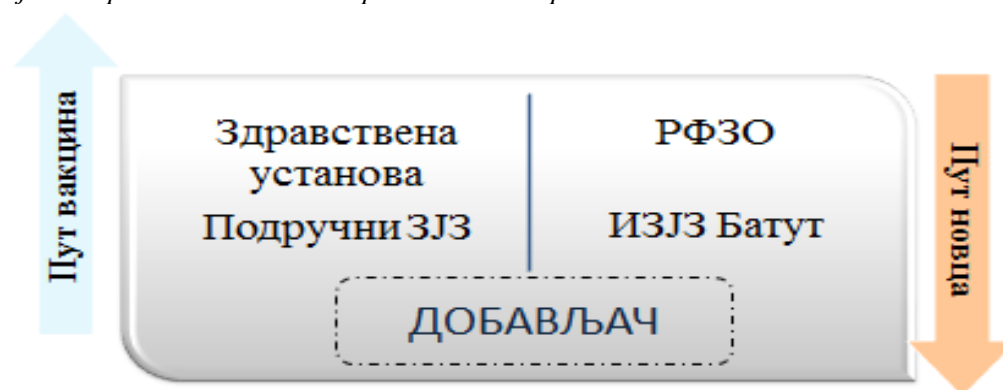 Пут вакцина
Здравствена
установа
Подручни ЗЈЗ
РФЗО
ИЗЈЗ Батут
ДОБАВЉАЧ
Пут новца